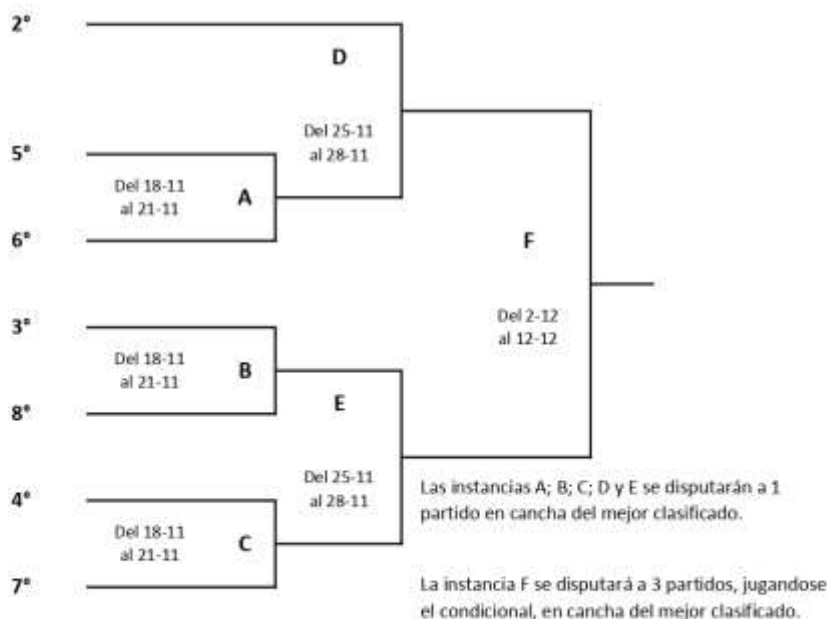 2°
D
Del 25-11
al 28-11
5°
Del 18-11
al 21-11
A
6°
F
Del 2-12
al 12-12
3°
Del 18-11
al 21-11
B
8°
E
Del 25-11
al 28-11
4°
Del 18-11
al 21-11
C
7°
Las instancias A; B; C; D y E se disputarán a 1
partido en cancha del mejor clasificado.
La instancia F se disputará a 3 partidos, jugandose
el condicional, en cancha del mejor clasificado.